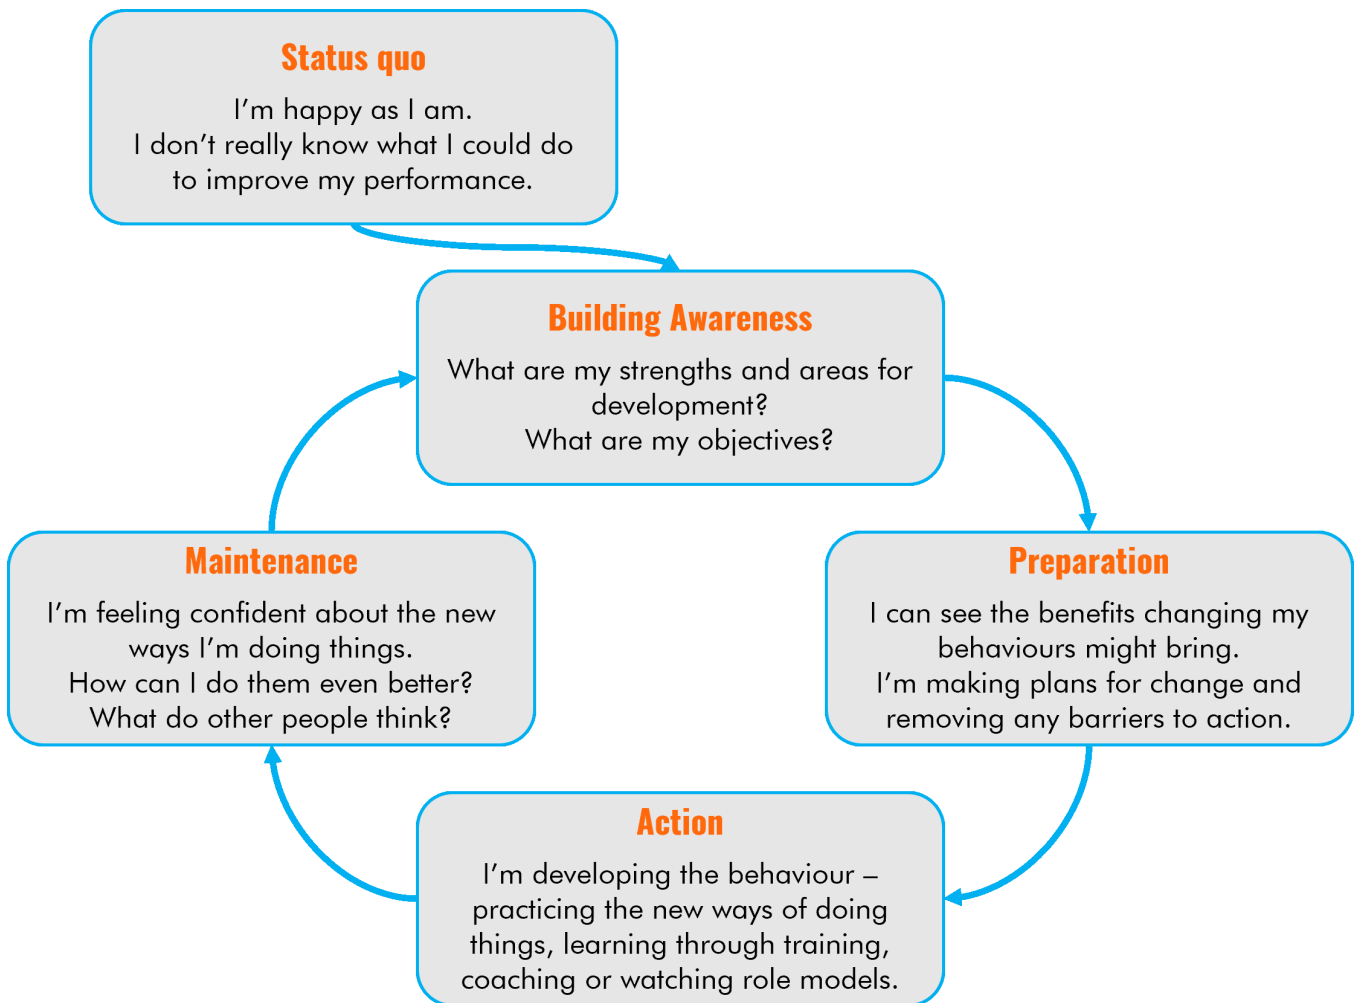 Status quo
I'm happy as I am.
I don't really know what I could do
to improve my performance.
Building Awareness
What are my strengths and areas for
development?
What are my objectives?
Maintenance
I'm feeling confident about the new
ways I'm doing things.
How can I do them even better?
What do other people think?
Preparation
I can see the benefits changing my
behaviours might bring.
I'm making plans for change and
removing any barriers to action.
Action
I'm developing the behaviour –
practicing the new ways of doing
things, learning through training,
coaching or watching role models.